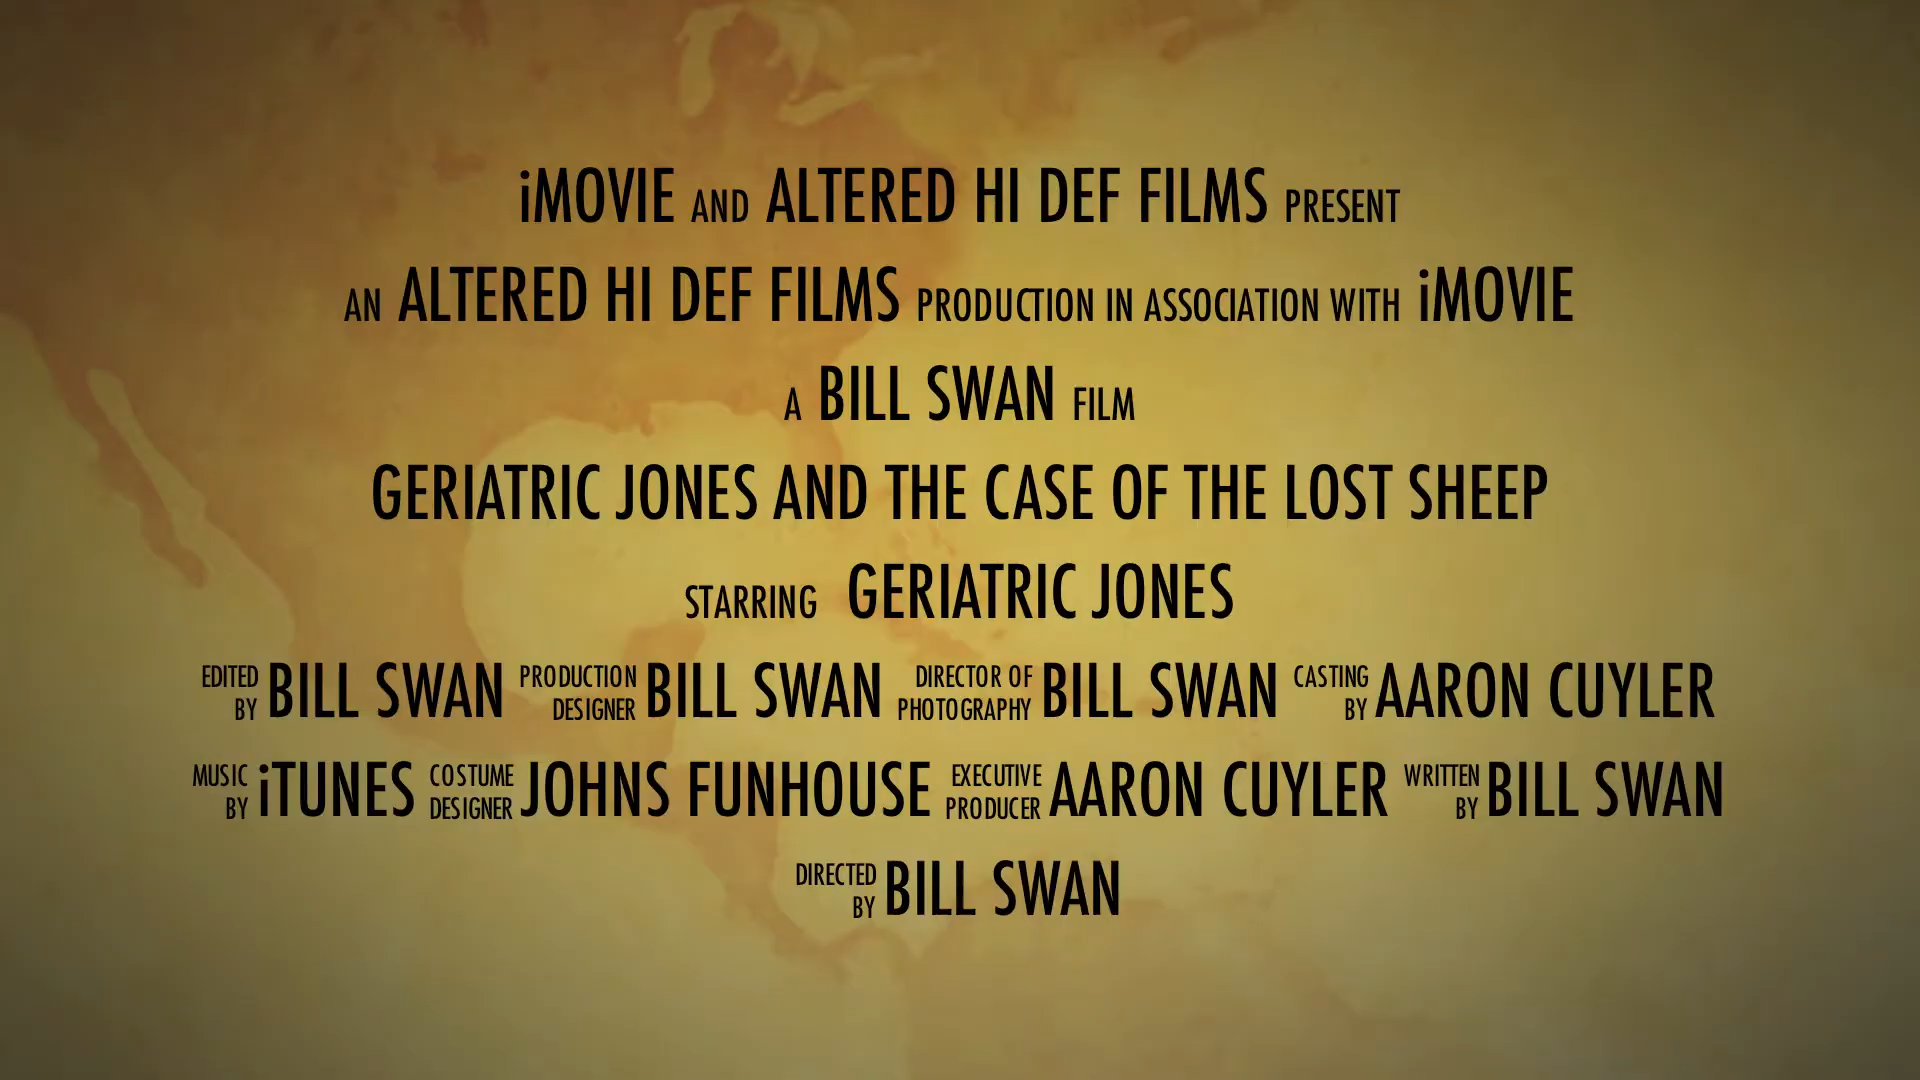 iMOVIE AND ALTERED HI DEF FILMS PRESENT
AN ALTERED HI DEF FILMS PRODUCTION IN ASSOCIATION WITH iMOVIE
A BILL SWAN FILM
GERIATRIC JONES AND THE CASE OF THE LOST SHEEP
STARRING GERIATRIC JONES
EDITED BY BILL SWAN PRODUCTION DESIGNER BILL SWAN DIRECTOR OF PHOTOGRAPHY BILL SWAN CASTING BY AARON CUYLER
MUSIC BY iTUNES COSTUME DESIGNER JOHNS FUNHOUSE EXECUTIVE PRODUCER AARON CUYLER WRITTEN BY BILL SWAN
DIRECTED BY BILL SWAN